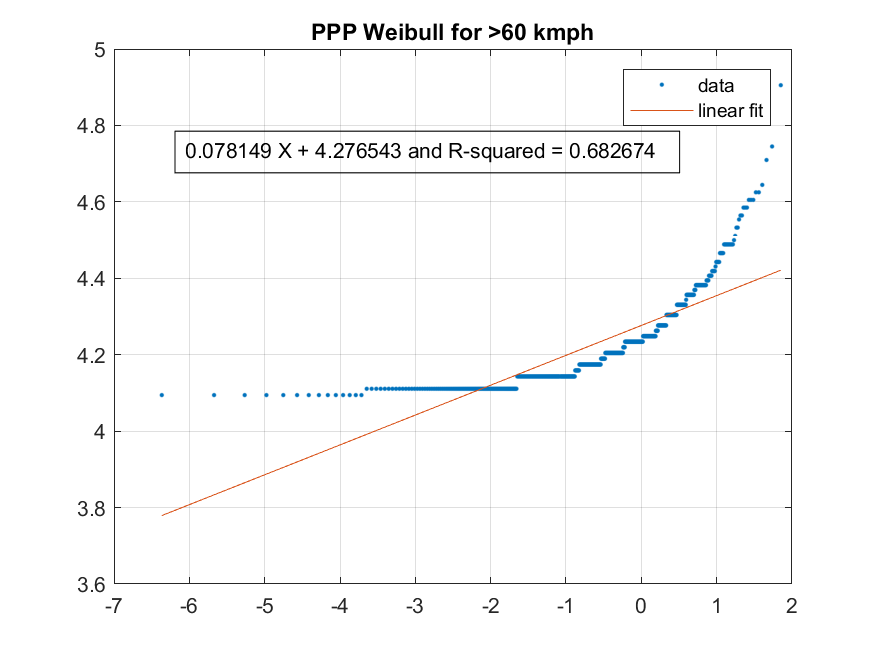 PPP Weibull for >60 kmph
5
data
linear fit
4.8
0.078149 X + 4.276543 and R-squared = 0.682674
4.6
4.4
4.2
4
3.8
3.6
-7 -6 -5 -4 -3 -2 -1 0 1 2